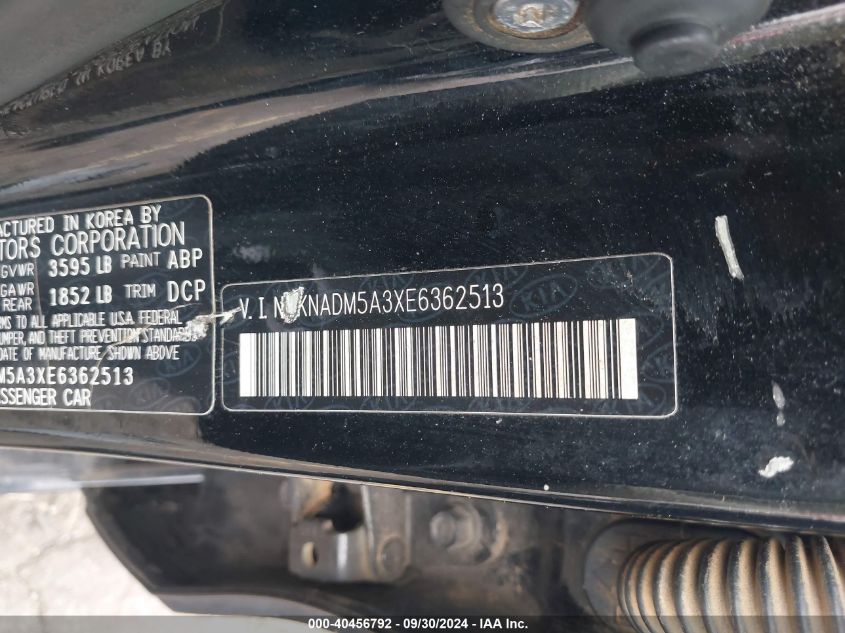 FACTURED IN KOREA BY
TORS CORPORATION
GVWR 3595 LB PAINT ABP
GAWR REAR 1852 LB TRIM DCP
MS TO ALL APPLICABLE U.S.A. FEDERAL
UMPER, AND THEFT PREVENTION STANDARDS
DATE OF MANUFACTURE SHOWN ABOVE
M5A3XE6362513
SSENGER CAR
V.I.N KNADM5A3XE6362513
KIA
000-40456792 - 09/30/2024 - IAA Inc.